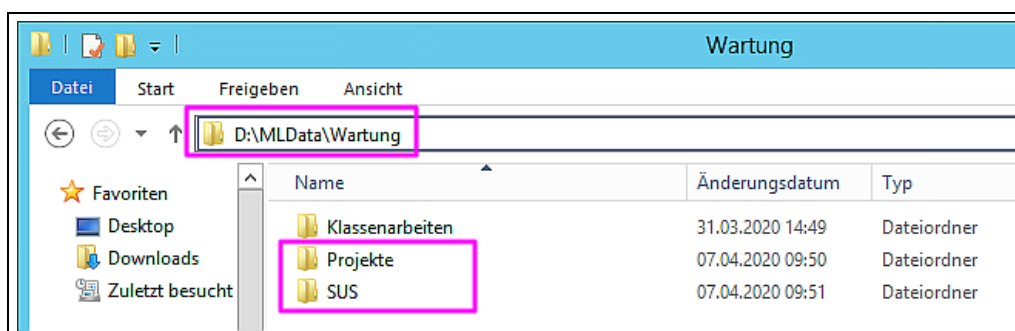 Wartung
Datei Start Freigeben Ansicht
D:\MLData\Wartung
Favoriten
Desktop
Downloads
Zuletzt besucht
Name Änderungsdatum Typ
Klassenarbeiten 31.03.2020 14:49 Dateiordner
Projekte 07.04.2020 09:50 Dateiordner
SUS 07.04.2020 09:51 Dateiordner